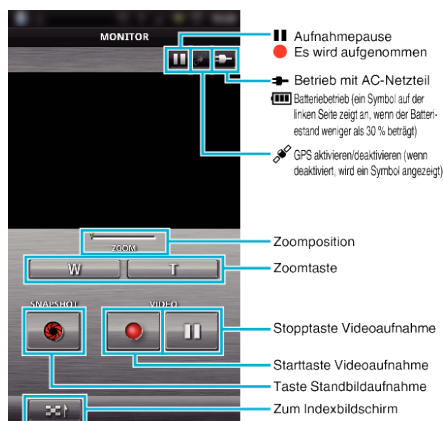 MONITOR
Aufnahmepause
Es wird aufgenommen
Betrieb mit AC-Netzteil
Batteriebetrieb (ein Symbol auf der
linken Seite zeigt an, wenn der Batteri-
estand weniger als 30 % beträgt)
GPS aktivieren/deaktivieren (wenn
deaktiviert, wird ein Symbol angezeigt)
ZOOM
Zoomposition
W
T
Zoomtaste
SNAPSHOT
VIDEO
Stopptaste Videoaufnahme
Starttaste Videoaufnahme
Taste Standbildaufnahme
Zum Indexbildschirm